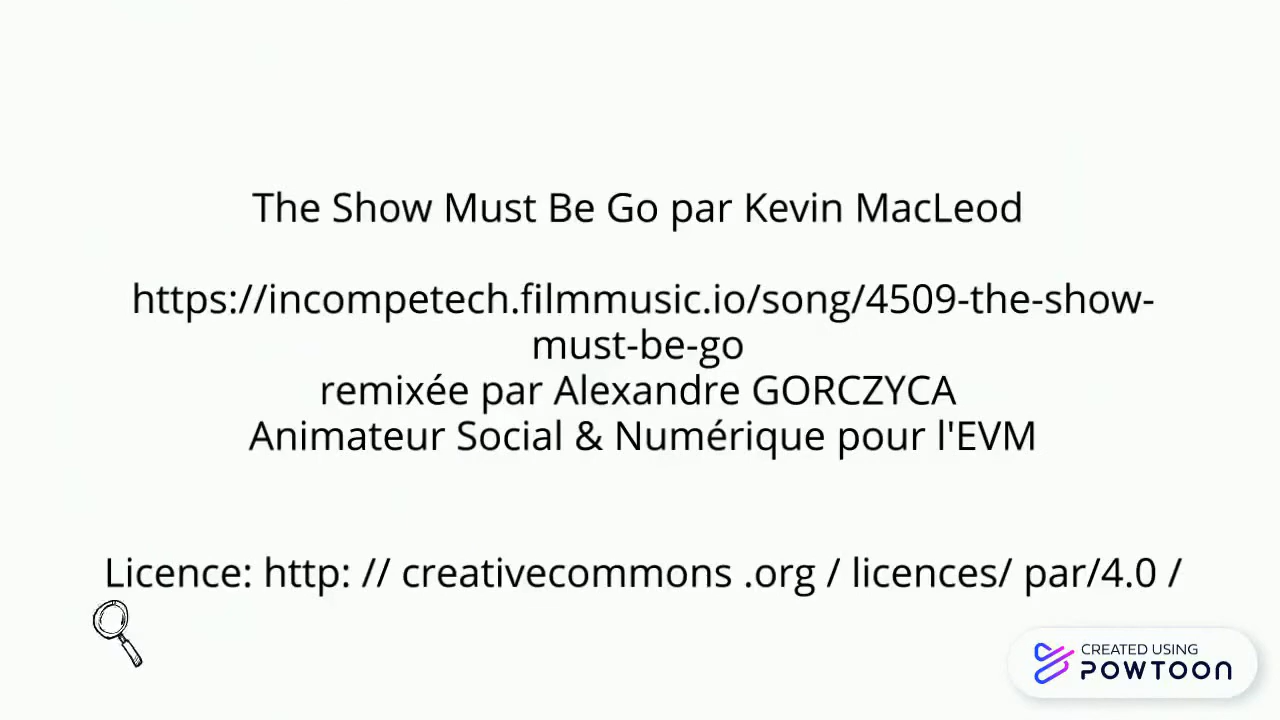 The Show Must Be Go par Kevin MacLeod
https://incompetech.filmmusic.io/song/4509-the-show-
must-be-go
remixée par Alexandre GORCZYCA
Animateur Social & Numérique pour l'EVM
Licence: http: // creativecommons .org / licences/ par/4.0 /
CREATED USING
POWTOON